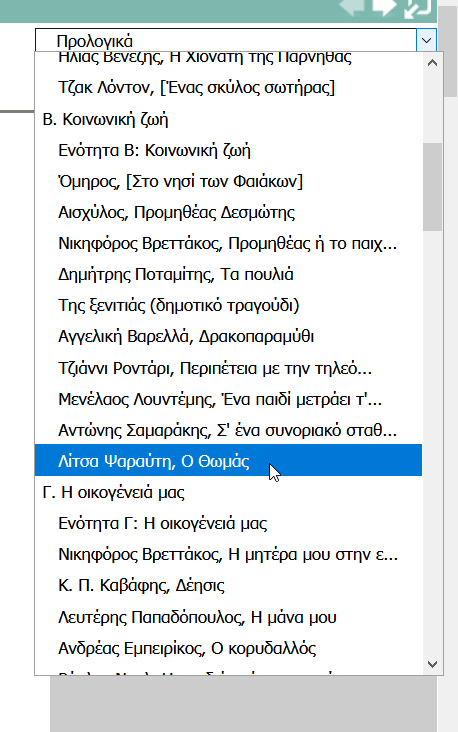 Προλογικά
Ηλίας Βενέζης, Η Χιονάτη της Πάρνηθας
Τζακ Λόντον, [Ένας σκύλος σωτήρας]
Β. Κοινωνική ζωή
Ενότητα Β: Κοινωνική ζωή
Όμηρος, [Στο νησί των Φαιάκων]
Αισχύλος, Προμηθέας Δεσμώτης
Νικηφόρος Βρεττάκος, Προμηθέας ή το παιχ...
Δημήτρης Ποταμίτης, Τα πουλιά
Της ξενιτιάς (δημοτικό τραγούδι)
Αγγελική Βαρελλά, Δρακοπαραμύθι
Τζιάννι Ροντάρι, Περιπέτεια με την τηλεό...
Μενέλαος Λουντέμης, Ένα παιδί μετράει τ'...
Αντώνης Σαμαράκης, Σ' ένα συνοριακό σταθ...
Λίτσα Ψαραύτη, Ο Θωμάς
Γ. Η οικογένειά μας
Ενότητα Γ: Η οικογένειά μας
Νικηφόρος Βρεττάκος, Η μητέρα μου στην ε...
Κ. Π. Καβάφης, Δέησις
Λευτέρης Παπαδόπουλος, Η μάνα μου
Ανδρέας Εμπειρίκος, Ο κορυδαλλός